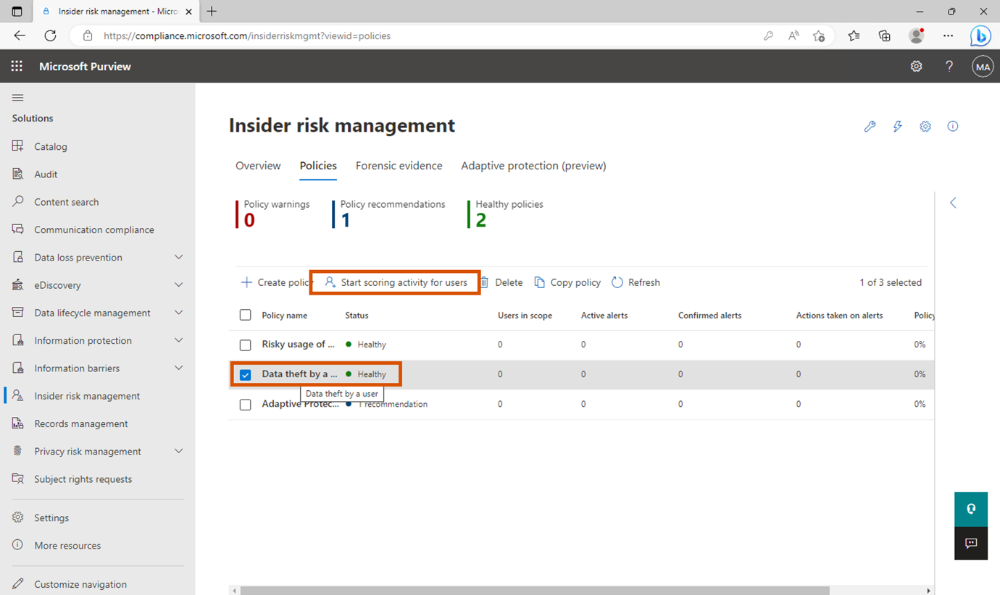 Insider risk management - Micro
https://compliance.microsoft.com/insiderriskmgmt?viewid=policies
Microsoft Purview
MA
Solutions
Catalog
Audit
Content search
Communication compliance
Data loss prevention
eDiscovery
Data lifecycle management
Information protection
Information barriers
Insider risk management
Records management
Privacy risk management
Subject rights requests
Settings
More resources
Customize navigation
Insider risk management
Overview Policies Forensic evidence Adaptive protection (preview)
Policy warnings Policy recommendations Healthy policies
0 1 2
Create policy Start scoring activity for users Delete Copy policy Refresh 1 of 3 selected
Policy name Status Users in scope Active alerts Confirmed alerts Actions taken on alerts Policy
Risky usage of ... Healthy 0 0 0 0 0%
Data theft by a ... Healthy 0 0 0 0 0%
Data theft by a user
Adaptive Protec... 1 recommendation 0 0 0 0 0%